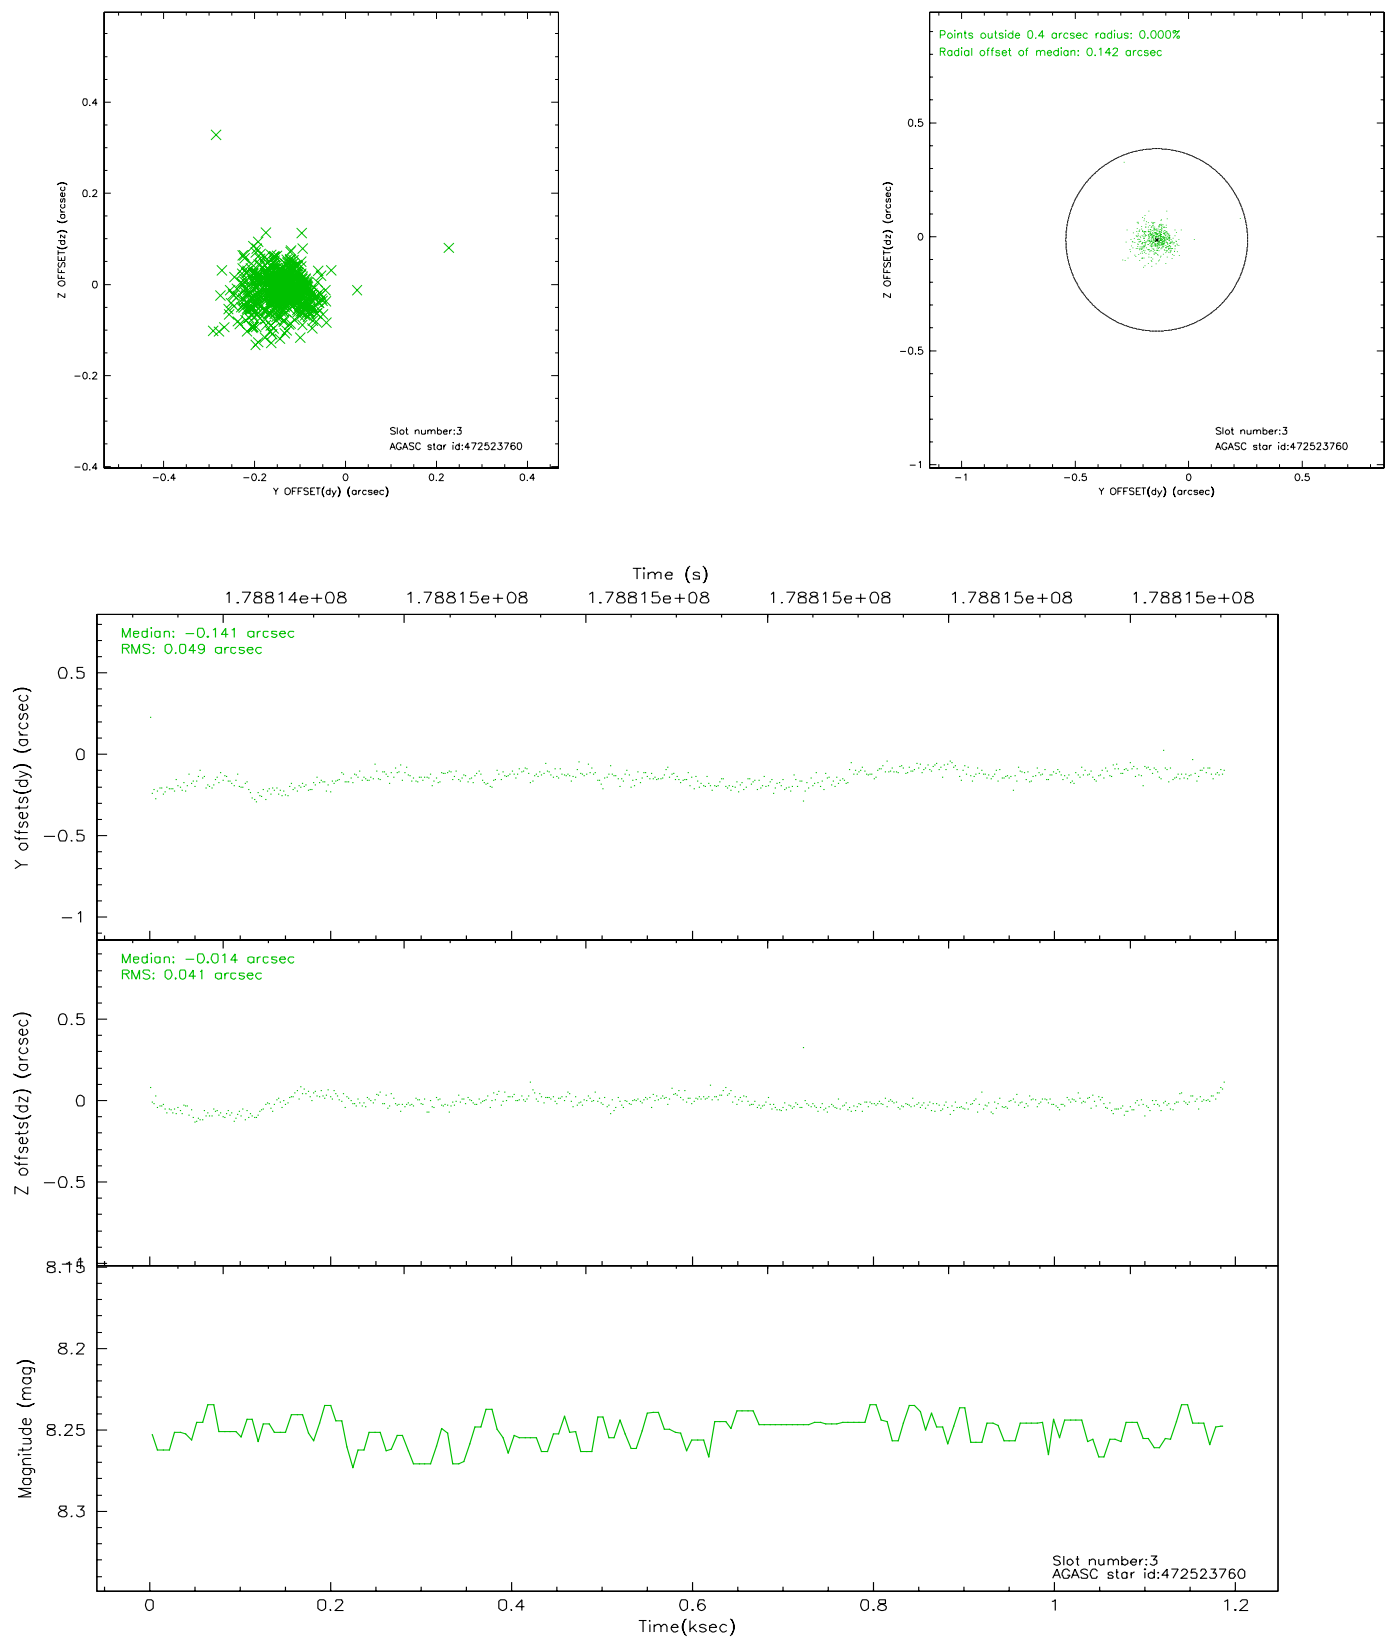 0.4
0.2
0
−0.2
−0.4
Z OFFSET(dz) (arcsec)
Slot number:3
AGASC star id:472523760
−0.4 −0.2 0 0.2 0.4
Y OFFSET(dy) (arcsec)
Points outside 0.4 arcsec radius: 0.000%
Radial offset of median: 0.142 arcsec
0.5
0
−0.5
−1
Z OFFSET(dz) (arcsec)
Slot number:3
AGASC star id:472523760
−1 −0.5 0 0.5
Y OFFSET(dy) (arcsec)
Time (s)
1.78814e+08 1.78815e+08 1.78815e+08 1.78815e+08 1.78815e+08 1.78815e+08
Median: −0.141 arcsec
RMS: 0.049 arcsec
0.5
0
−0.5
−1
Y offsets(dy) (arcsec)
Median: −0.014 arcsec
RMS: 0.041 arcsec
0.5
0
−0.5
−1
Z offsets(dz) (arcsec)
8.15
8.2
8.25
8.3
Magnitude (mag)
Slot number:3
AGASC star id:472523760
0 0.2 0.4 0.6 0.8 1 1.2
Time(ksec)